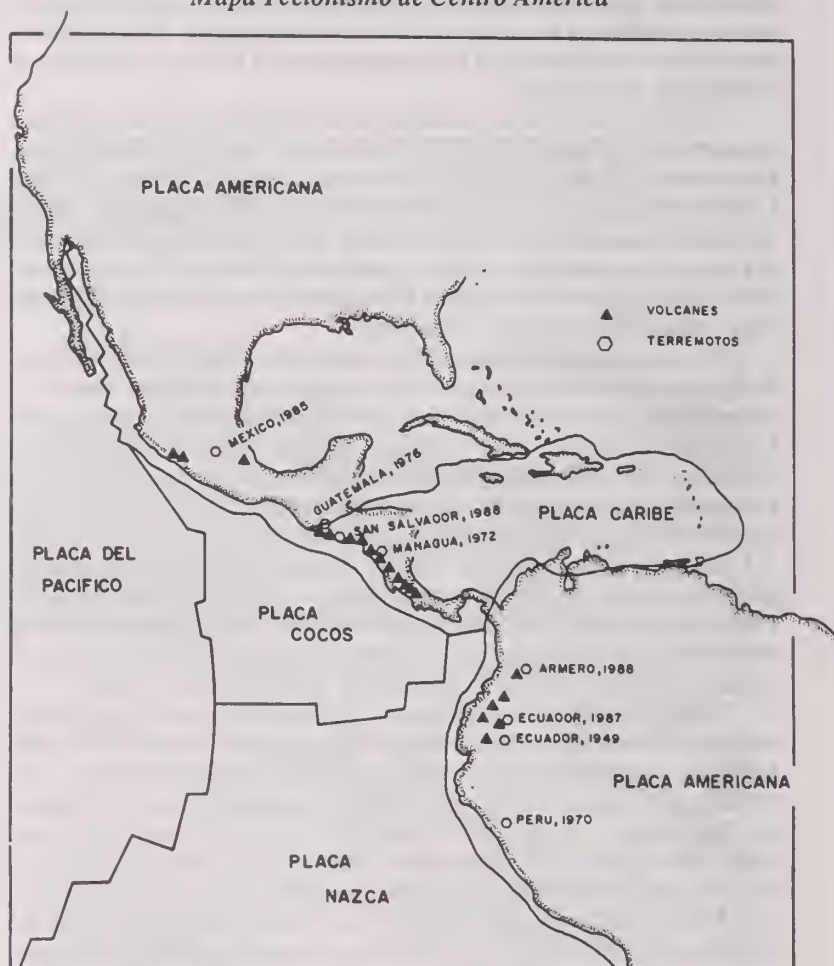 Mapa Tectonismo de Centro América
PLACA AMERICANA
VOLCANES
TERREMOTOS
MEXICO, 1985
GUATEMALA, 1976
SAN SALVADOR, 1988
MANAGUA, 1972
PLACA CARIBE
PLACA DEL
PACIFICO
PLACA
COCOS
ARMERO, 1988
ECUADOR, 1987
ECUADOR, 1949
PLACA AMERICANA
PERU, 1970
PLACA
NAZCA